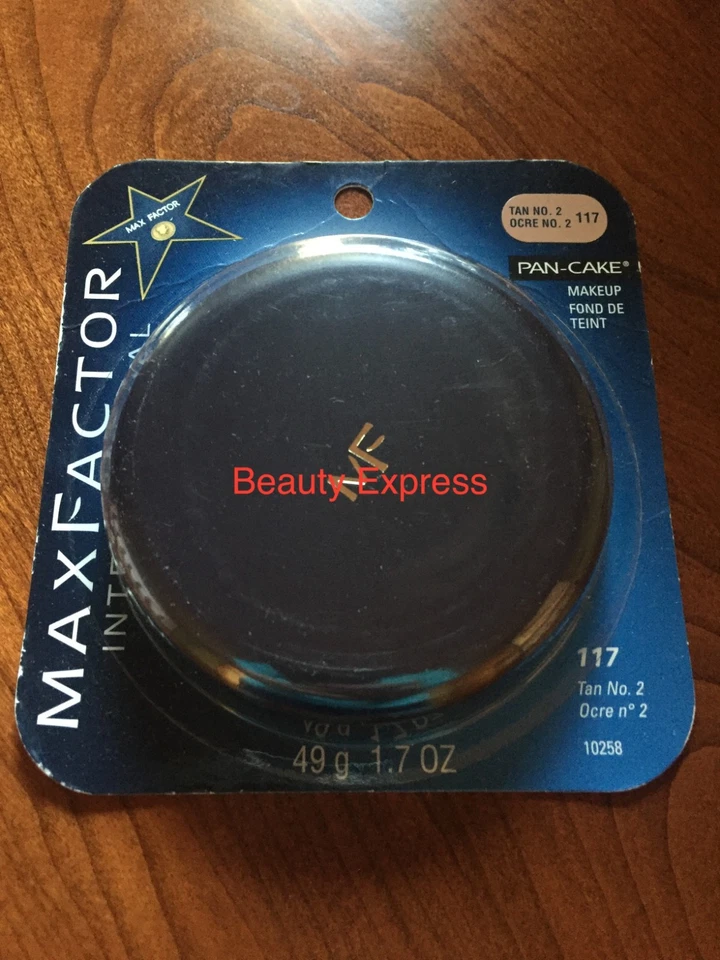 MAX FACTOR
TAN NO. 2
OCRE NO. 2 117
PAN-CAKE®
MAKEUP
FOND DE
TEINT
MAXFACTOR
MF
Beauty Express
117
Tan No. 2
Ocre n° 2
10258
49 g 1.7 OZ